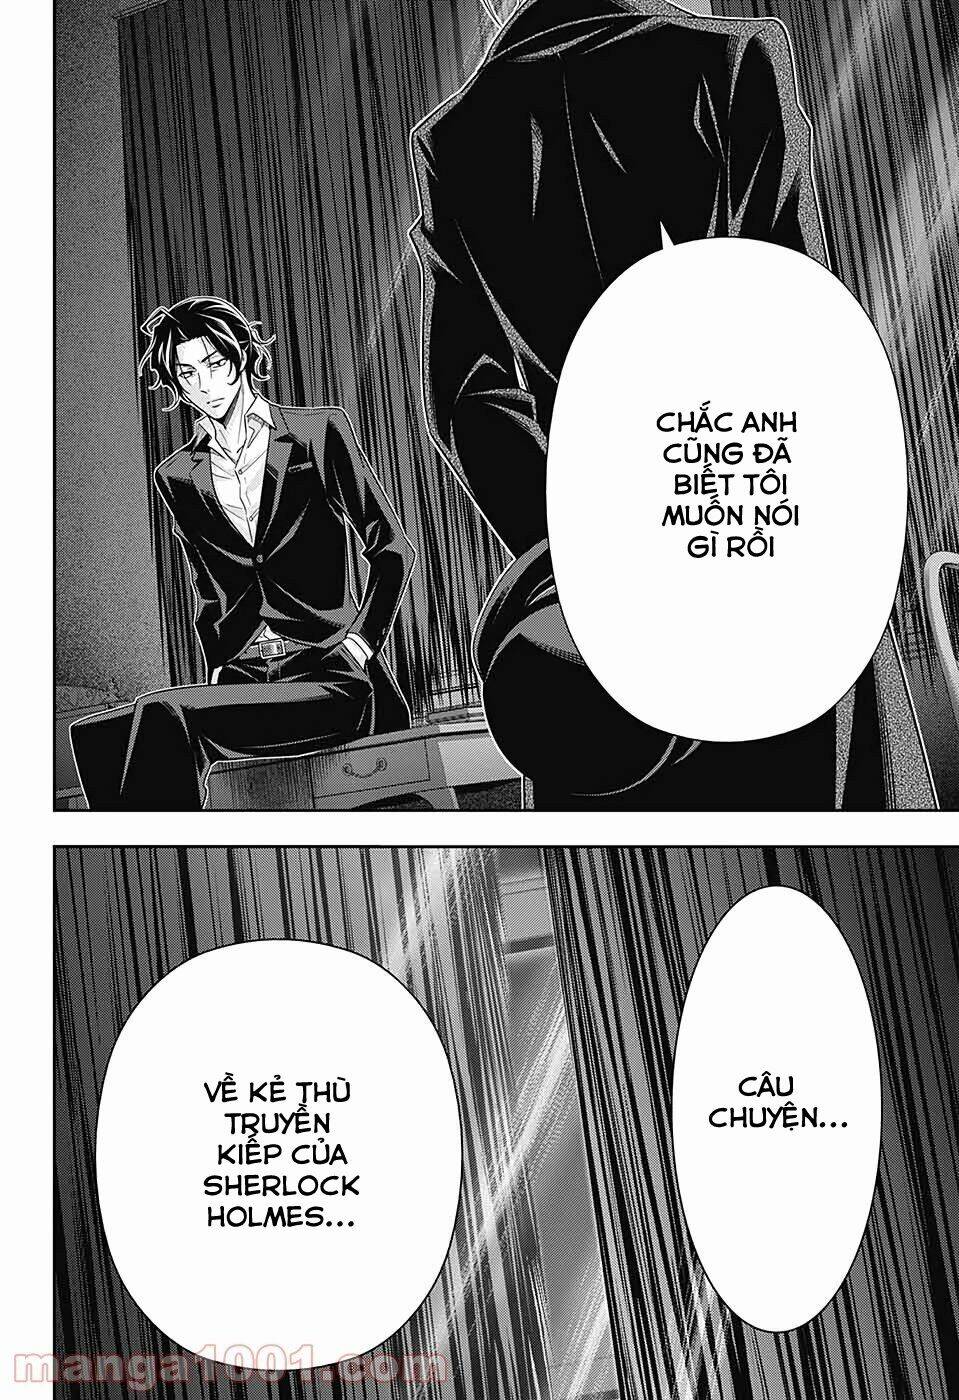 CHẮC ANH
CŨNG ĐÃ
BIẾT TÔI
MUỐN NÓI
GÌ RỒI
CÂU
CHUYỆN...
VỀ KẺ THÙ
TRUYỀN
KIẾP CỦA
SHERLOCK
HOLMES...
manga1001.com